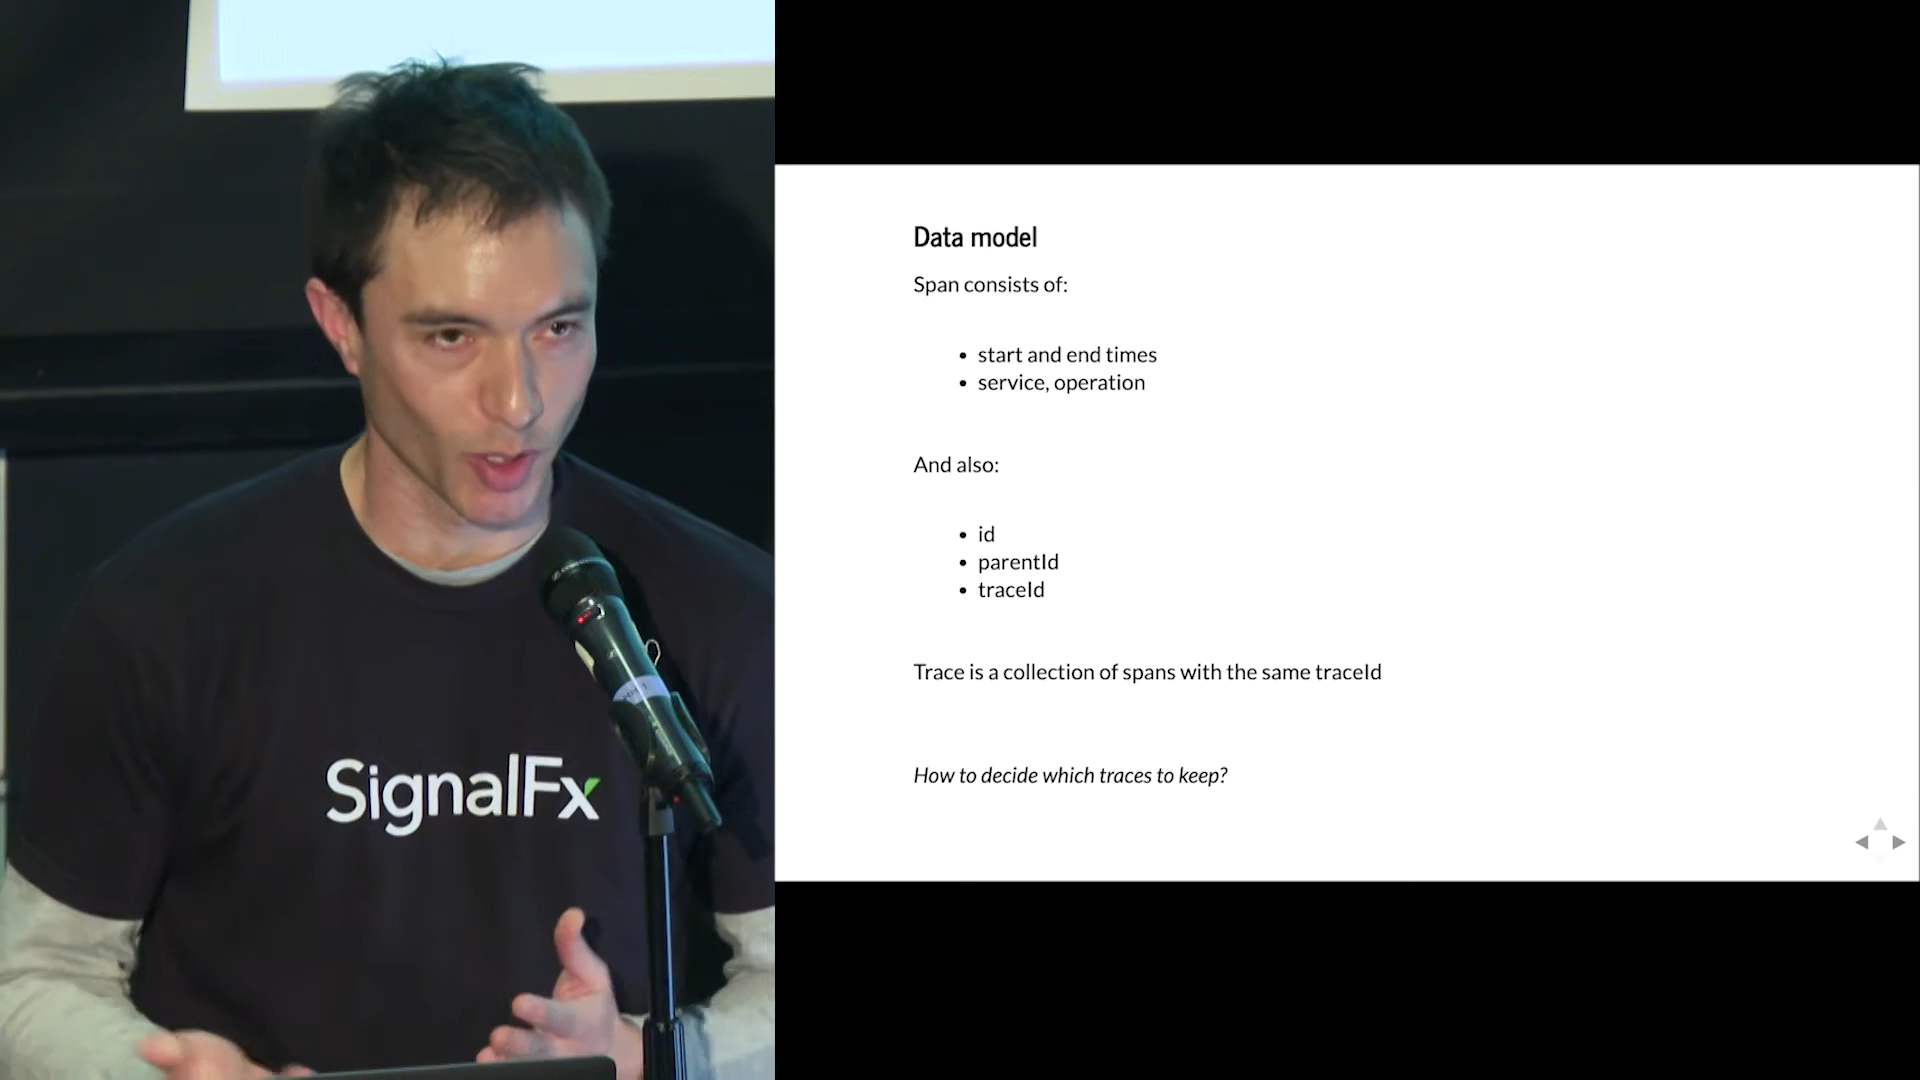 SignalFx
Data model
Span consists of:
• start and end times
• service, operation
And also:
• id
• parentId
• traceId
Trace is a collection of spans with the same traceId
How to decide which traces to keep?